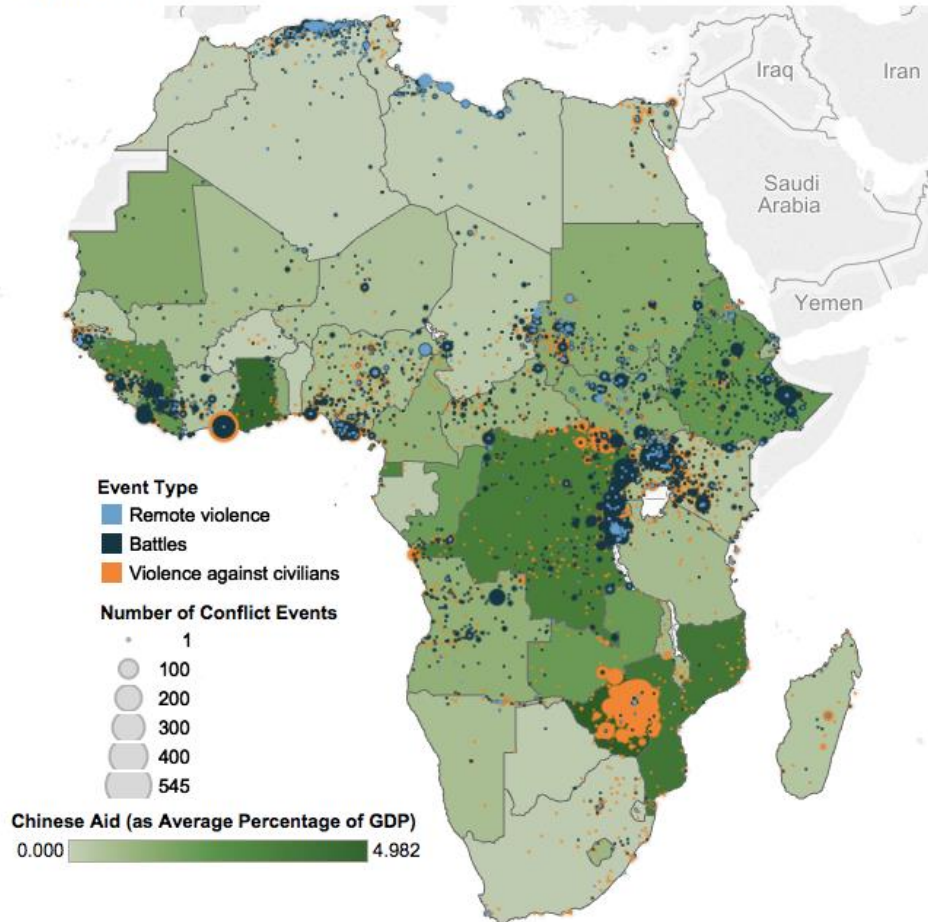 Iraq
Iran
Saudi
Arabia
Yemen
Event Type
Remote violence
Battles
Violence against civilians
Number of Conflict Events
1
100
200
300
400
545
Chinese Aid (as Average Percentage of GDP)
0.000
4.982